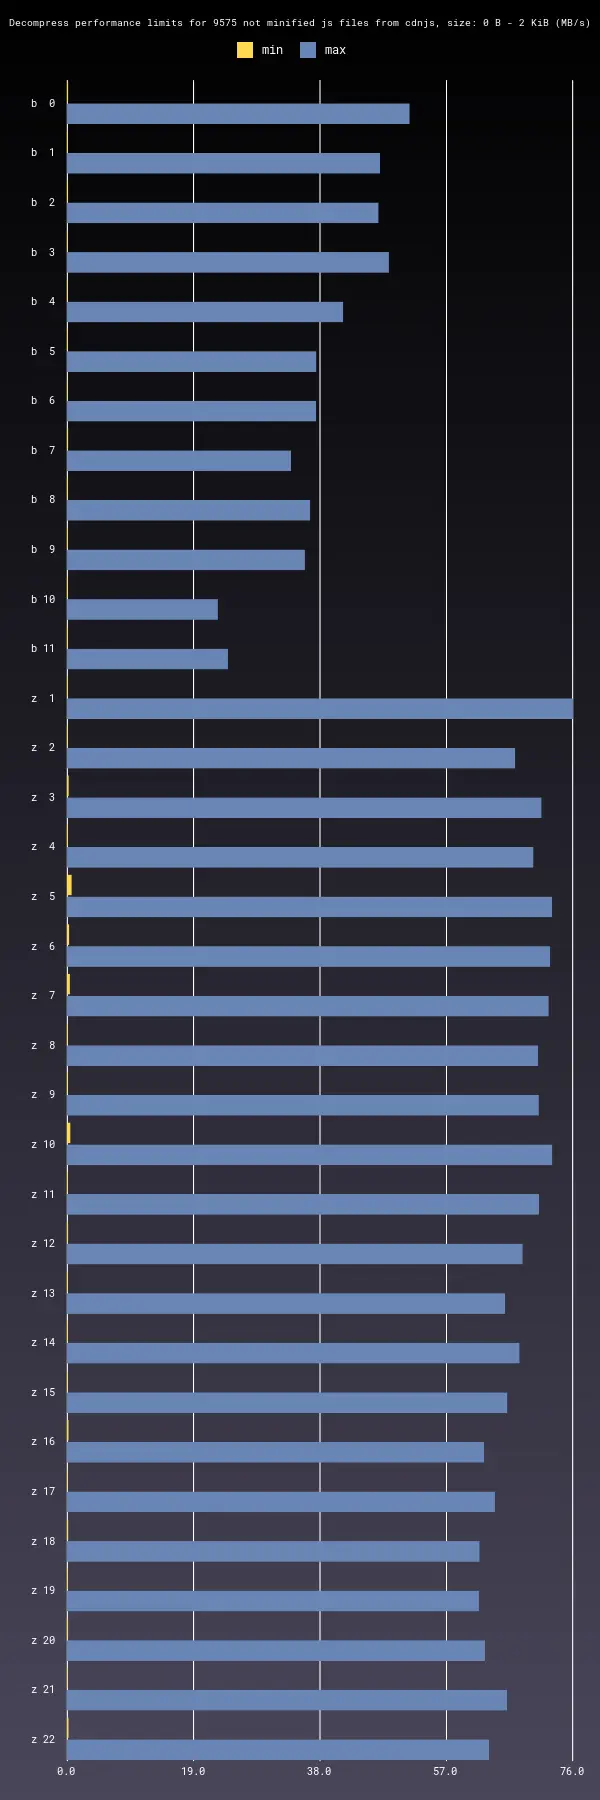 Decompress performance limits for 9575 not minified js files from cdnjs, size: 0 B - 2 KiB (MB/s)
min max
b 0
b 1
b 2
b 3
b 4
b 5
b 6
b 7
b 8
b 9
b 10
b 11
z 1
z 2
z 3
z 4
z 5
z 6
z 7
z 8
z 9
z 10
z 11
z 12
z 13
z 14
z 15
z 16
z 17
z 18
z 19
z 20
z 21
z 22
0.0 19.0 38.0 57.0 76.0